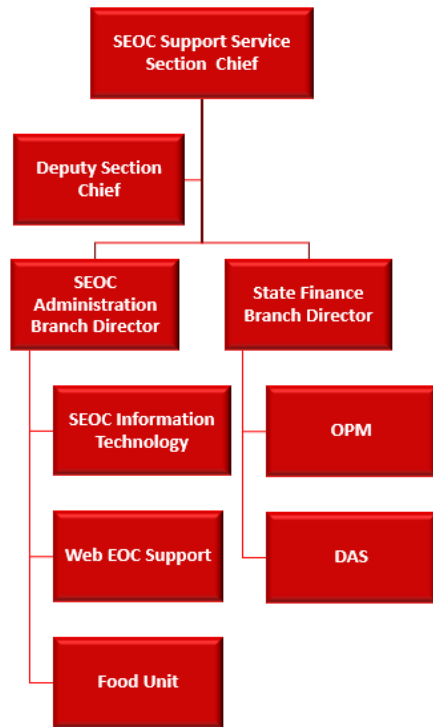 SEOC Support Service
Section Chief
Deputy Section
Chief
SEOC
Administration
Branch Director
State Finance
Branch Director
SEOC Information
Technology
OPM
Web EOC Support
DAS
Food Unit